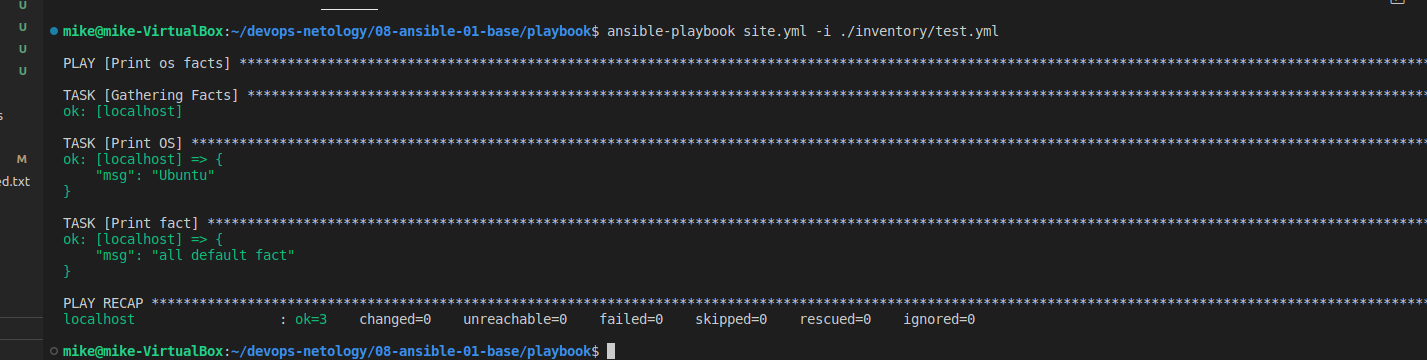 U
U
U
U
s
M
ed.txt
mike@mike-VirtualBox:~/devops-netology/08-ansible-01-base/playbook$ ansible-playbook site.yml -i ./inventory/test.yml
PLAY [Print os facts] ****************************************************************************************************************************************************
TASK [Gathering Facts] ***************************************************************************************************************************************************
ok: [localhost]
TASK [Print OS] **********************************************************************************************************************************************************
ok: [localhost] => {
    "msg": "Ubuntu"
}
TASK [Print fact] ********************************************************************************************************************************************************
ok: [localhost] => {
    "msg": "all default fact"
}
PLAY RECAP ***************************************************************************************************************************************************************
localhost                  : ok=3    changed=0    unreachable=0    failed=0    skipped=0    rescued=0    ignored=0
mike@mike-VirtualBox:~/devops-netology/08-ansible-01-base/playbook$